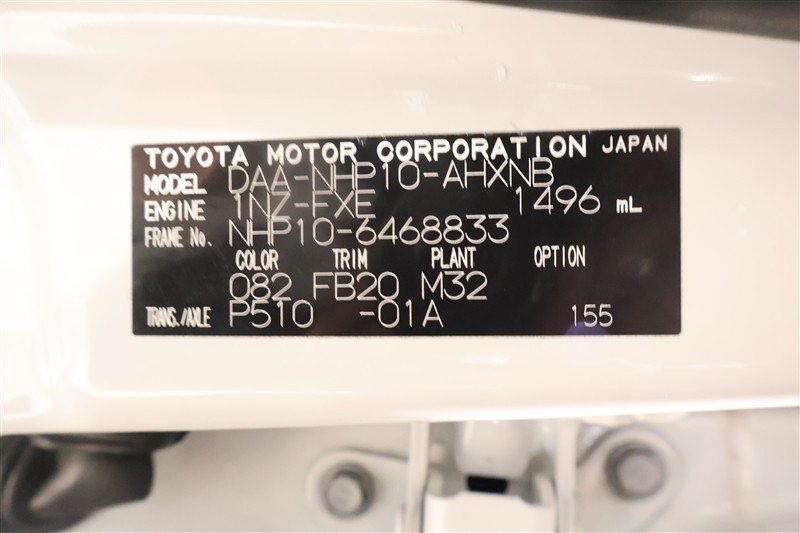 TOYOTA MOTOR CORPORATION JAPAN
MODEL DAA-NHP10-AHXNB
ENGINE 1NZ-FXE 1496 mL
FRAME No. NHP10-6468833
COLOR TRIM PLANT OPTION
082 FB20 M32
TRANS./AXLE P510 -01A 155